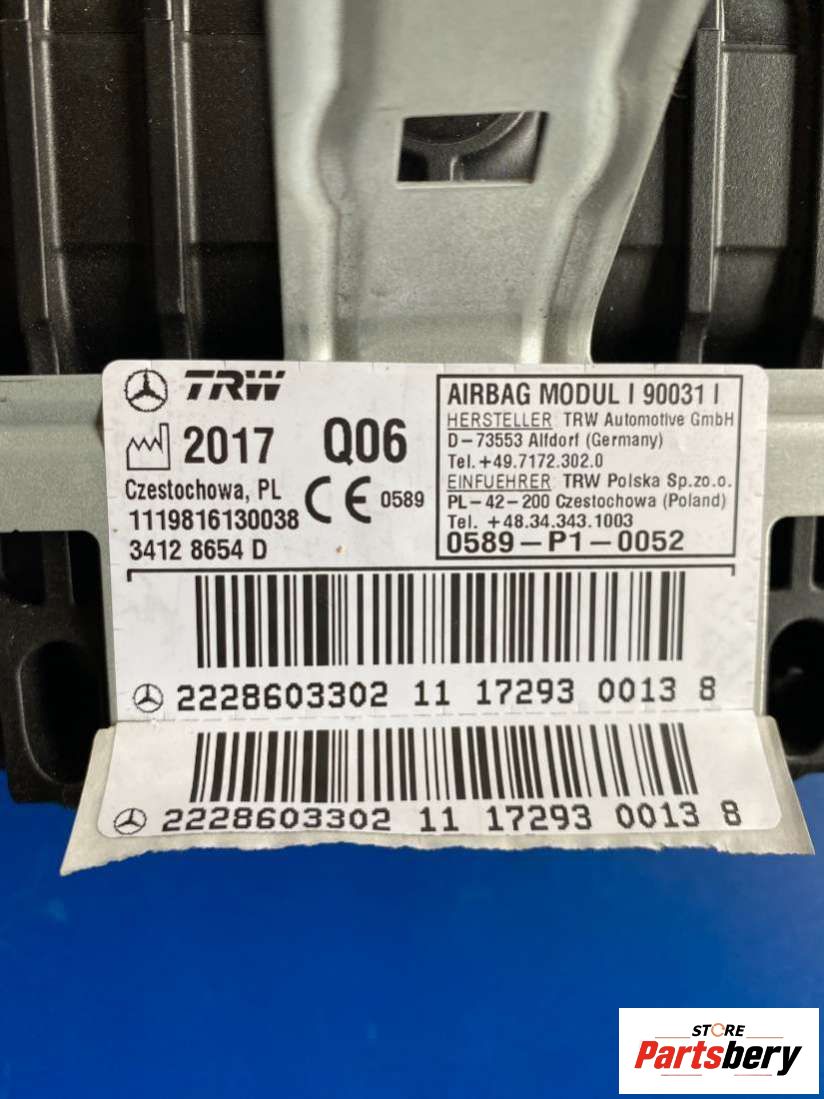 TRW
2017 Q06
Czestochowa, PL
CE 0589
1119816130038
3412 8654 D
AIRBAG MODUL I 90031 I
HERSTELLER TRW Automotive GmbH
D-73553 Alfdorf (Germany)
Tel. +49.7172.302.0
EINFUEHRER TRW Polska Sp.zo.o.
PL-42-200 Czestochowa (Poland)
Tel. +48.34.343.1003
0589-P1-0052
2228603302 11 17293 0013 8
2228603302 11 17293 0013 8
STORE
Partsbery